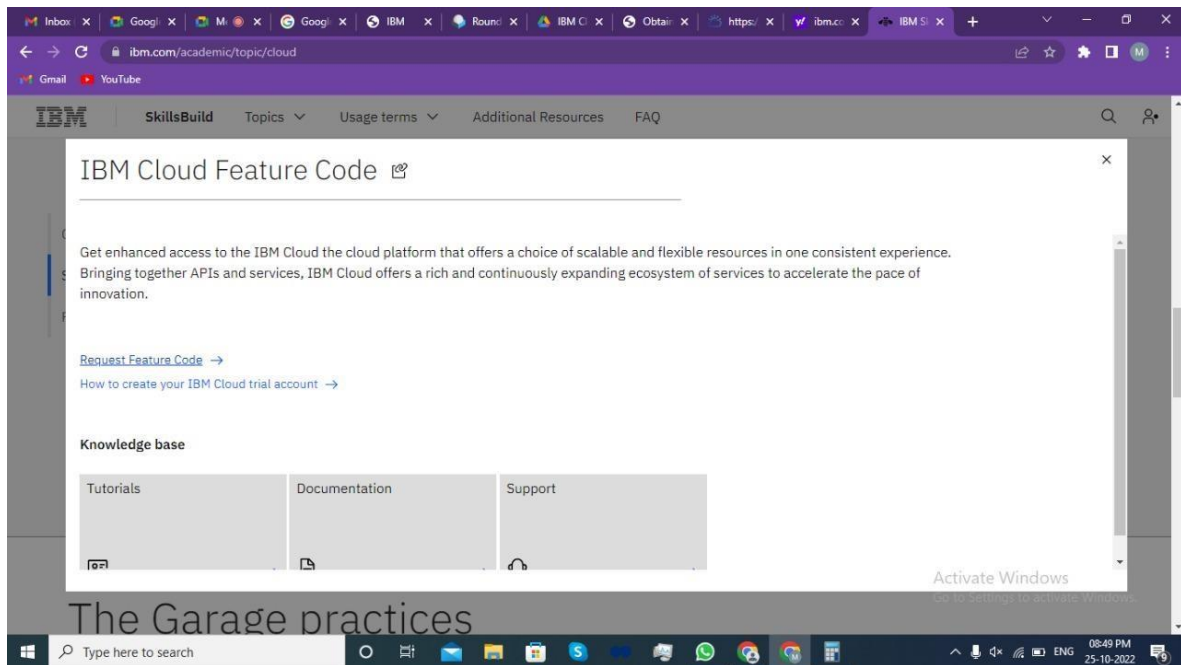 Inbox
Googl
M
Googl
IBM
Round
IBM Cl
Obtain
https:/
ibm.co
IBM S
ibm.com/academic/topic/cloud
M
Gmail
YouTube
IBM
SkillsBuild Topics Usage terms Additional Resources FAQ
IBM Cloud Feature Code
Get enhanced access to the IBM Cloud the cloud platform that offers a choice of scalable and flexible resources in one consistent experience.
Bringing together APIs and services, IBM Cloud offers a rich and continuously expanding ecosystem of services to accelerate the pace of
innovation.
Request Feature Code →
How to create your IBM Cloud trial account →
Knowledge base
Tutorials Documentation Support
Activate Windows
Go to Settings to activate Windows.
The Garage practices
Type here to search
ENG
08:49 PM
25-10-2022
9